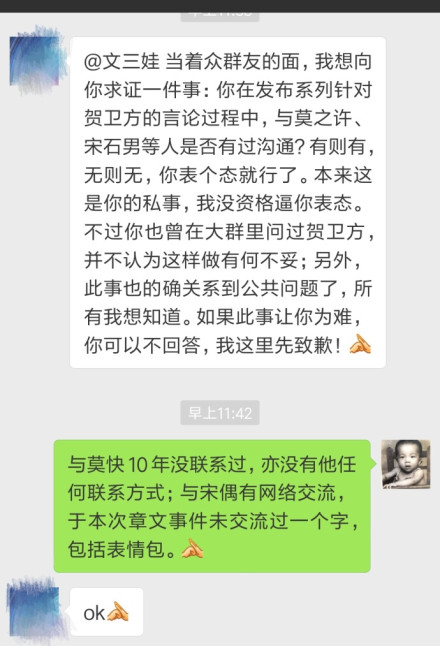 @文三娃 当着众群友的面，我想向
你求证一件事：你在发布系列针对
贺卫方的言论过程中，与莫之许、
宋石男等人是否有过沟通？有则有，
无则无，你表个态就行了。本来这
是你的私事，我没资格逼你表态。
不过你也曾在大群里问过贺卫方，
并不认为这样做有何不妥；另外，
此事也的确关系到公共问题了，所
有我想知道。如果此事让你为难，
你可以不回答，我这里先致歉！
早上11:42
与莫快10年没联系过，亦没有他任
何联系方式；与宋偶有网络交流，
于本次章文事件未交流过一个字，
包括表情包。
ok